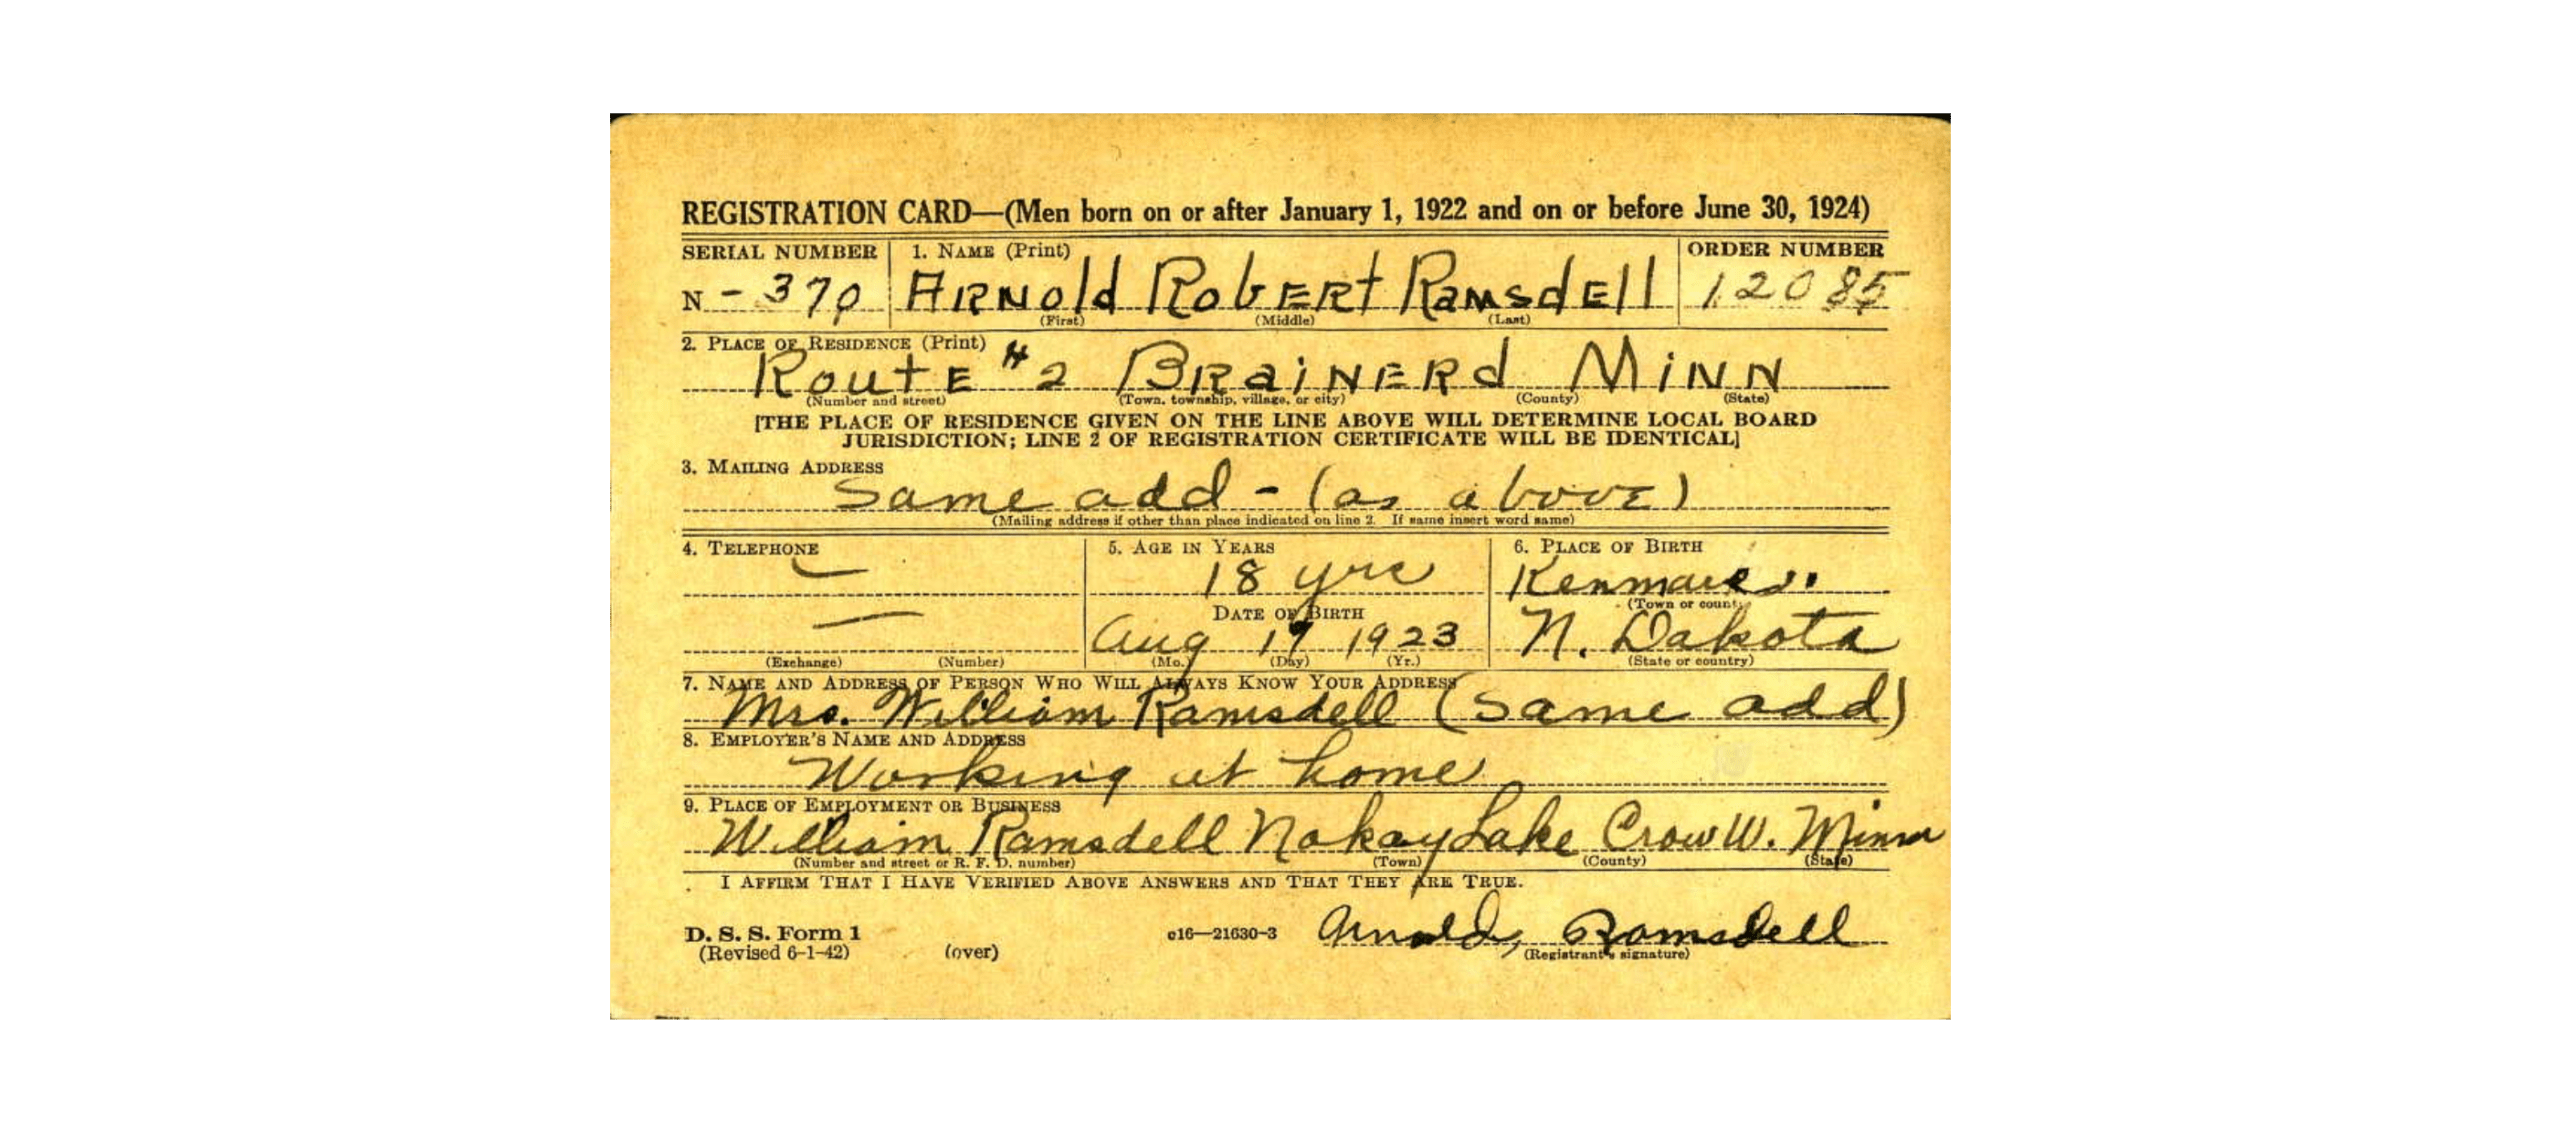 REGISTRATION CARD—(Men born on or after January 1, 1922 and on or before June 30, 1924)
SERIAL NUMBER 1. NAME (Print) ORDER NUMBER
N - 370 ARNold RobERt RamsdEll 12085
(First) (Middle) (Last)
2. PLACE OF RESIDENCE (Print)
RoutE #2 BRaiNERd MiNN
(Number and street) (Town, township, village, or city) (County) (State)
[THE PLACE OF RESIDENCE GIVEN ON THE LINE ABOVE WILL DETERMINE LOCAL BOARD
JURISDICTION; LINE 2 OF REGISTRATION CERTIFICATE WILL BE IDENTICAL]
3. MAILING ADDRESS
Same add - (as above)
(Mailing address if other than place indicated on line 2. If same insert word same)
4. TELEPHONE 5. AGE IN YEARS 6. PLACE OF BIRTH
— 18 yrs Kenmare
(Town or county)
DATE OF BIRTH
— Aug 1923 N. Dakota
(Exchange) (Number) (Mo.) (Day) (Yr.) (State or country)
7. NAME AND ADDRESS OF PERSON WHO WILL ALWAYS KNOW YOUR ADDRESS
Mrs. William Ramsdell (Same add)
8. EMPLOYER'S NAME AND ADDRESS
Working at home
9. PLACE OF EMPLOYMENT OR BUSINESS
William Ramsdell Nokay Lake Crow W. Minn
(Number and street or R. F. D. number) (Town) (County) (State)
I AFFIRM THAT I HAVE VERIFIED ABOVE ANSWERS AND THAT THEY ARE TRUE.
D. S. S. Form 1 c16—21630-3 Arnold, Ramsdell
(Revised 6-1-42) (over) (Registrant's signature)